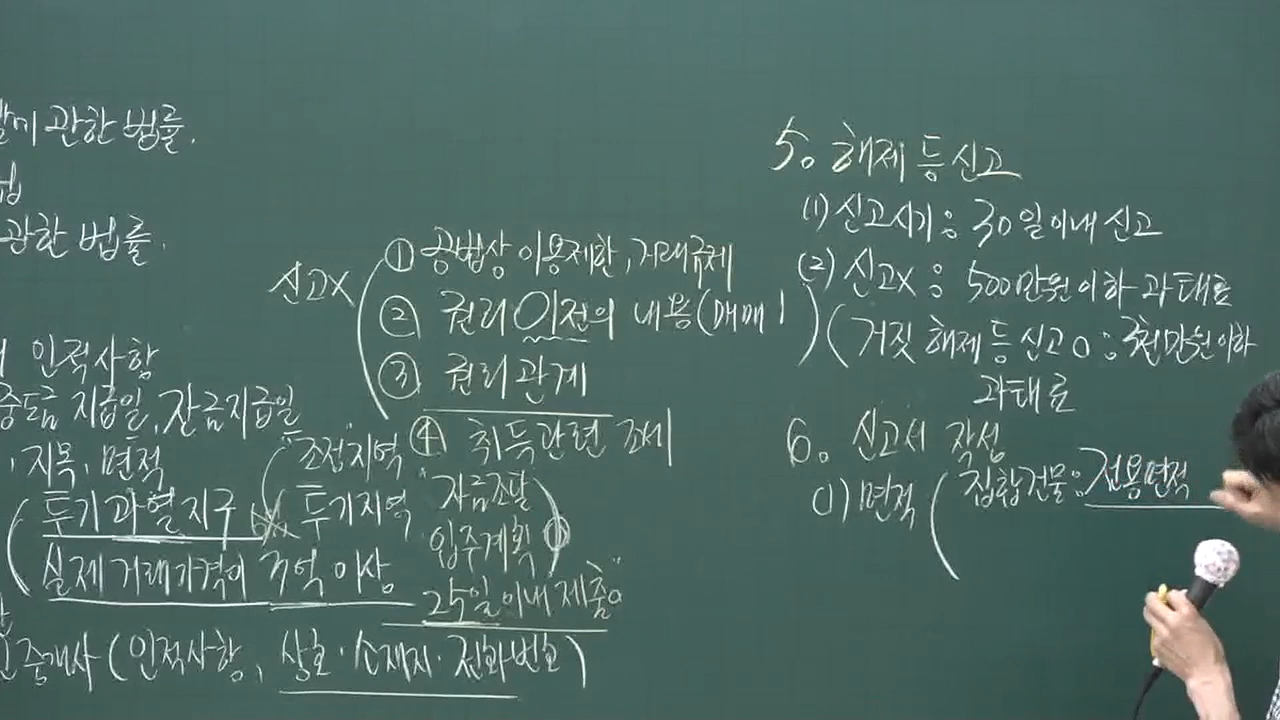 관한 법률.
법
관한 법률.
인적사항
중도금 지급일, 잔금지급일
, 지목, 면적
(투기과열지구
실제 거래가격이 3억 이상
중개사 (인적사항, 상호·소재지·전화번호)
신고X
① 공법상 이용제한, 거래규제
② 권리이전의 내용(매매
③ 권리관계
④ 취득관련 조세
"조정지역
투기지역
"자금조달
입주계획
25일 이내 제출。"
5. 해제 등 신고
(1) 신고시기 : 30일 이내 신고
(2) 신고X : 500만원 이하 과태료
(거짓 해제 등 신고 o : 3천만원 이하
과태료
6. 신고서 작성
(1) 면적 (집합건물 : 전용면적